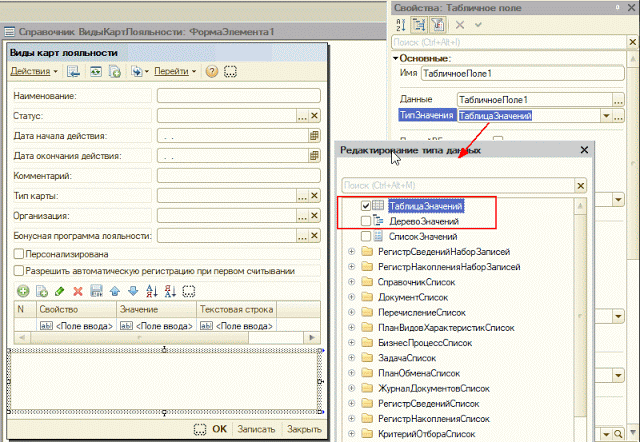 Справочник ВидыКартЛояльности: ФормаЭлемента1
Виды карт лояльности
Действия
Перейти
Наименование:
Статус:
Дата начала действия:
Дата окончания действия:
Комментарий:
Тип карты:
Организация:
Бонусная программа лояльности:
Персонализирована
Разрешить автоматическую регистрацию при первом считывании
N Свойство Значение Текстовая строка
<Поле ввода> <Поле ввода> <Поле ввода>
OK Записать Закрыть
Свойства: Табличное поле
Поиск (Ctrl+Alt+I)
Основные:
Имя ТабличноеПоле1
Данные ТабличноеПоле1
ТипЗначения ТаблицаЗначений
Редактирование типа данных
Поиск (Ctrl+Alt+M)
ТаблицаЗначений
ДеревоЗначений
СписокЗначений
РегистрСведенийНаборЗаписей
РегистрНакопленияНаборЗаписей
СправочникСписок
ДокументСписок
ПеречислениеСписок
ПланВидовХарактеристикСписок
БизнесПроцессСписок
ЗадачаСписок
ПланОбменаСписок
ЖурналДокументовСписок
РегистрСведенийСписок
РегистрНакопленияСписок
КритерийОтбораСписок